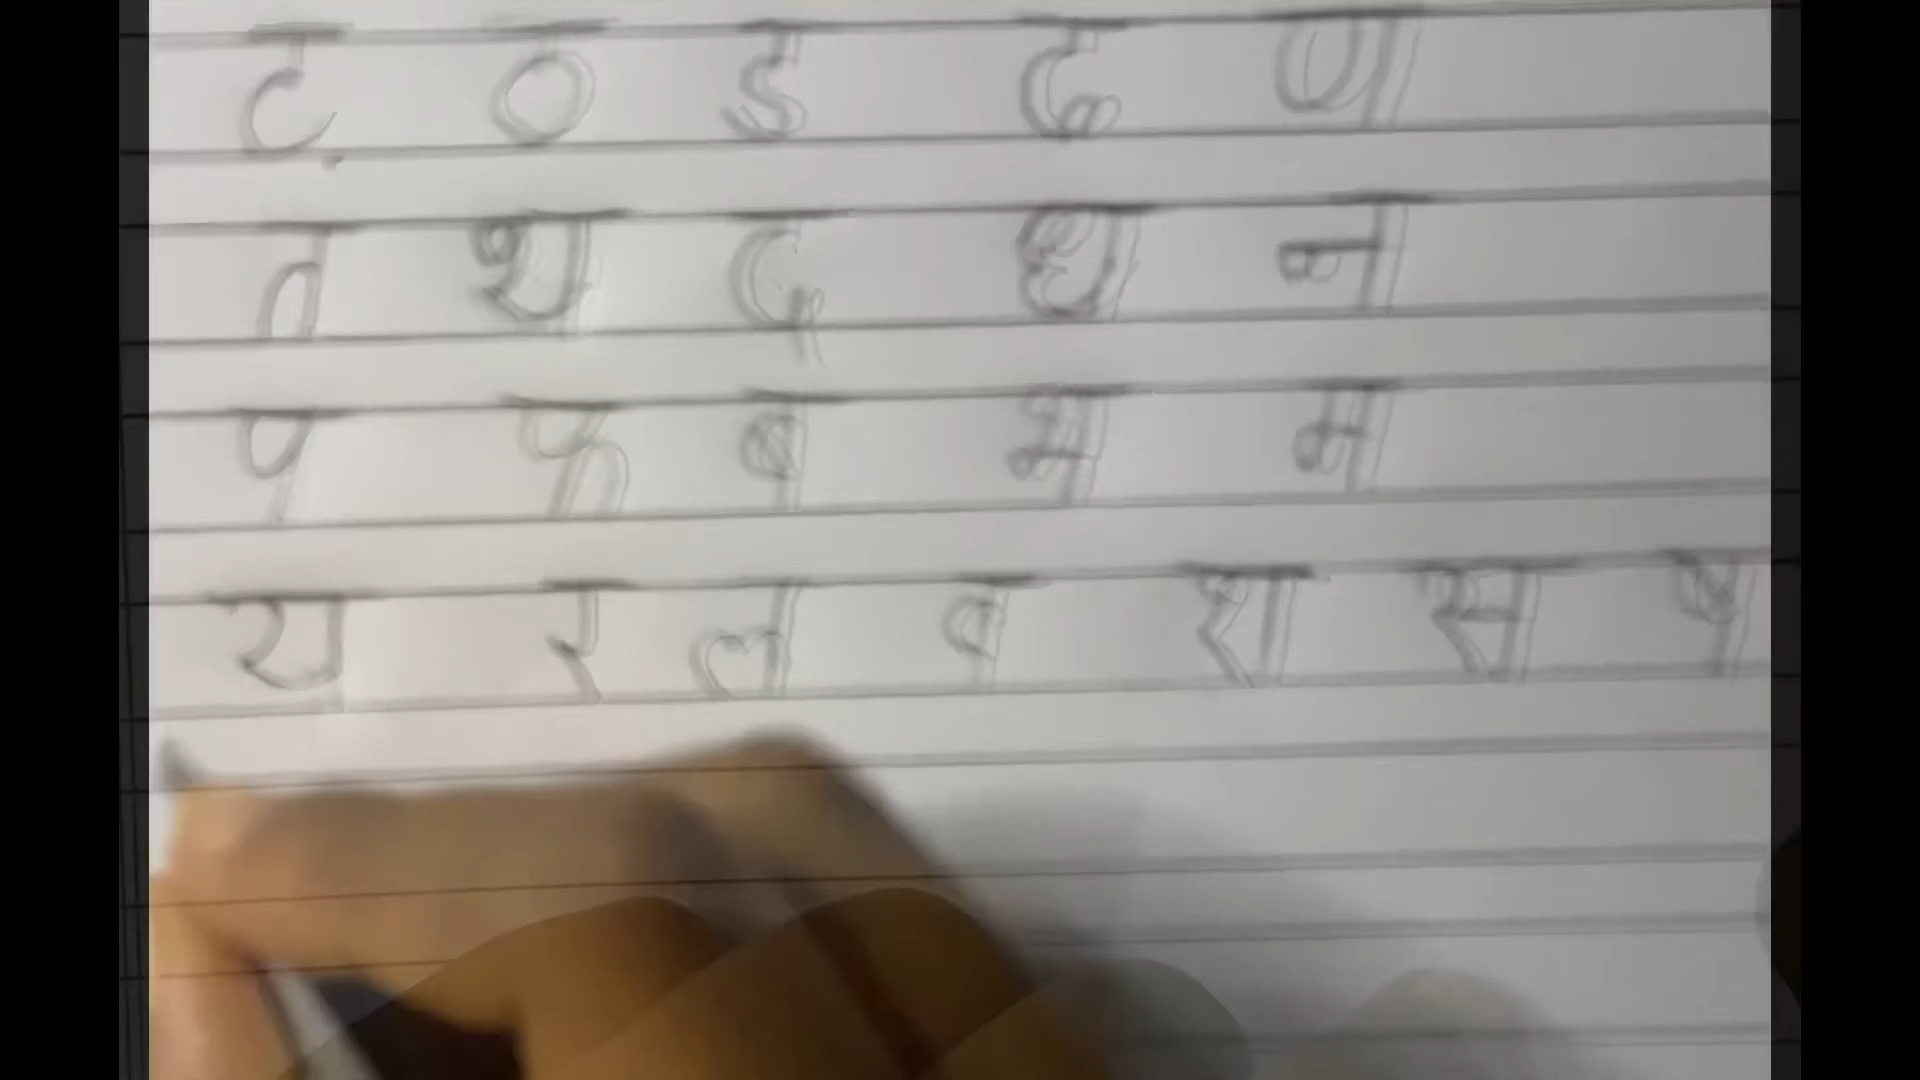 ट ठ ड ढ ण
त थ द ध न
प फ ब भ म
य र ल व श स ष